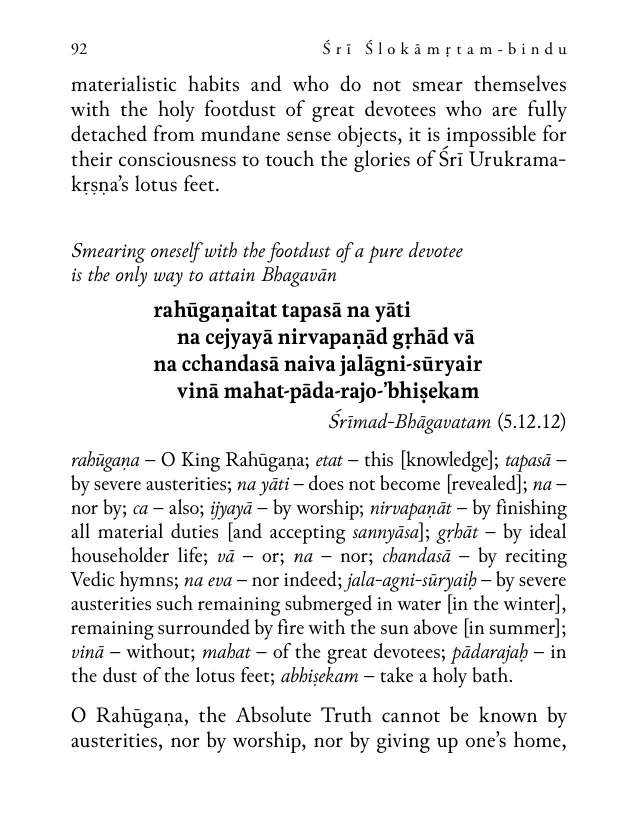 92 Śrī Ślokāmṛtam-bindu
materialistic habits and who do not smear themselves
with the holy footdust of great devotees who are fully
detached from mundane sense objects, it is impossible for
their consciousness to touch the glories of Śrī Urukrama-
kṛṣṇa’s lotus feet.
Smearing oneself with the footdust of a pure devotee
is the only way to attain Bhagavān
rahūgaṇaitat tapasā na yāti
na cejyayā nirvapaṇād gṛhād vā
na cchandasā naiva jalāgni-sūryair
vinā mahat-pāda-rajo-’bhiṣekam
Śrīmad-Bhāgavatam (5.12.12)
rahūgaṇa – O King Rahūgaṇa; etat – this [knowledge]; tapasā –
by severe austerities; na yāti – does not become [revealed]; na –
nor by; ca – also; ijyayā – by worship; nirvapaṇāt – by finishing
all material duties [and accepting sannyāsa]; gṛhāt – by ideal
householder life; vā – or; na – nor; chandasā – by reciting
Vedic hymns; na eva – nor indeed; jala-agni-sūryaiḥ – by severe
austerities such remaining submerged in water [in the winter],
remaining surrounded by fire with the sun above [in summer];
vinā – without; mahat – of the great devotees; pādarajaḥ – in
the dust of the lotus feet; abhiṣekam – take a holy bath.
O Rahūgaṇa, the Absolute Truth cannot be known by
austerities, nor by worship, nor by giving up one’s home,